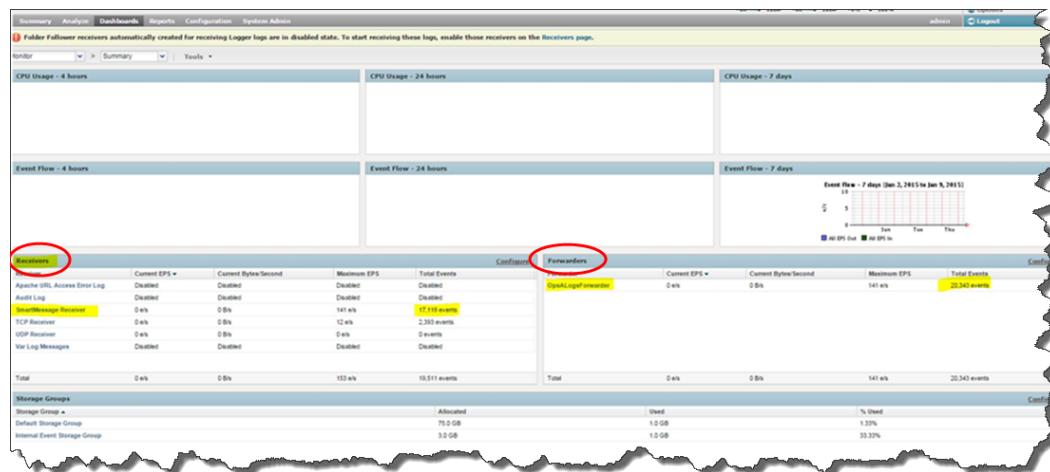 Summary Analyze Dashboards Reports Configuration System Admin admin Logout
Folder Follower receivers automatically created for receiving Logger logs are in disabled state. To start receiving these logs, enable those receivers on the Receivers page.
Monitor > Summary Tools
CPU Usage - 4 hours CPU Usage - 24 hours CPU Usage - 7 days
Event Flow - 4 hours Event Flow - 24 hours Event Flow - 7 days
Event Flow - 7 days (Jan 2, 2015 to Jan 9, 2015)
10
e/s 5
0
Sun Tue Thu
All EPS Out All EPS In
Receivers Configure Forwarders
Receiver Current EPS Current Bytes/Second Maximum EPS Total Events Forwarder Current EPS Current Bytes/Second Maximum EPS Total Events
Apache URL Access Error Log Disabled Disabled Disabled Disabled OpsALogsForwarder 0 e/s 0 B/s 141 e/s 20,343 events
Audit Log Disabled Disabled Disabled Disabled
SmartMessage Receiver 0 e/s 0 B/s 141 e/s 17,118 events
TCP Receiver 0 e/s 0 B/s 12 e/s 2,393 events
UDP Receiver 0 e/s 0 B/s 0 e/s 0 events
Var Log Messages Disabled Disabled Disabled Disabled
Total 0 e/s 0 B/s 153 e/s 19,511 events Total 0 e/s 0 B/s 141 e/s 20,343 events
Storage Groups
Storage Group Allocated Used % Used
Default Storage Group 75.0 GB 1.0 GB 1.33%
Internal Event Storage Group 3.0 GB 1.0 GB 33.33%